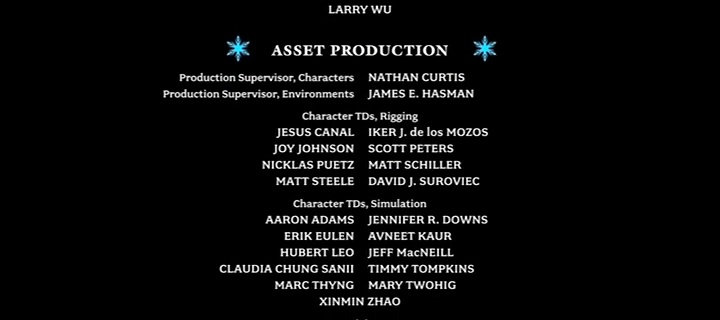 LARRY WU
ASSET PRODUCTION
Production Supervisor, Characters NATHAN CURTIS
Production Supervisor, Environments JAMES E. HASMAN
Character TDs, Rigging
JESUS CANAL IKER J. de los MOZOS
JOY JOHNSON SCOTT PETERS
NICKLAS PUETZ MATT SCHILLER
MATT STEELE DAVID J. SUROVIEC
Character TDs, Simulation
AARON ADAMS JENNIFER R. DOWNS
ERIK EULEN AVNEET KAUR
HUBERT LEO JEFF MacNEILL
CLAUDIA CHUNG SANII TIMMY TOMPKINS
MARC THYNG MARY TWOHIG
XINMIN ZHAO